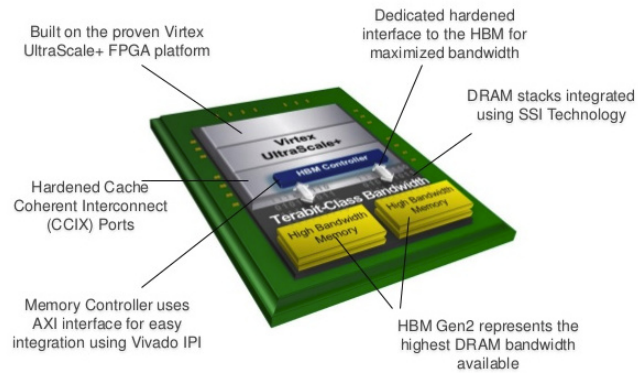 Built on the proven Virtex
UltraScale+ FPGA platform
Dedicated hardened
interface to the HBM for
maximized bandwidth
DRAM stacks integrated
using SSI Technology
Virtex
UltraScale+
HBM Controller
Terabit-Class Bandwidth
High Bandwidth
Memory
High Bandwidth
Memory
Hardened Cache
Coherent Interconnect
(CCIX) Ports
Memory Controller uses
AXI interface for easy
integration using Vivado IPI
HBM Gen2 represents the
highest DRAM bandwidth
available